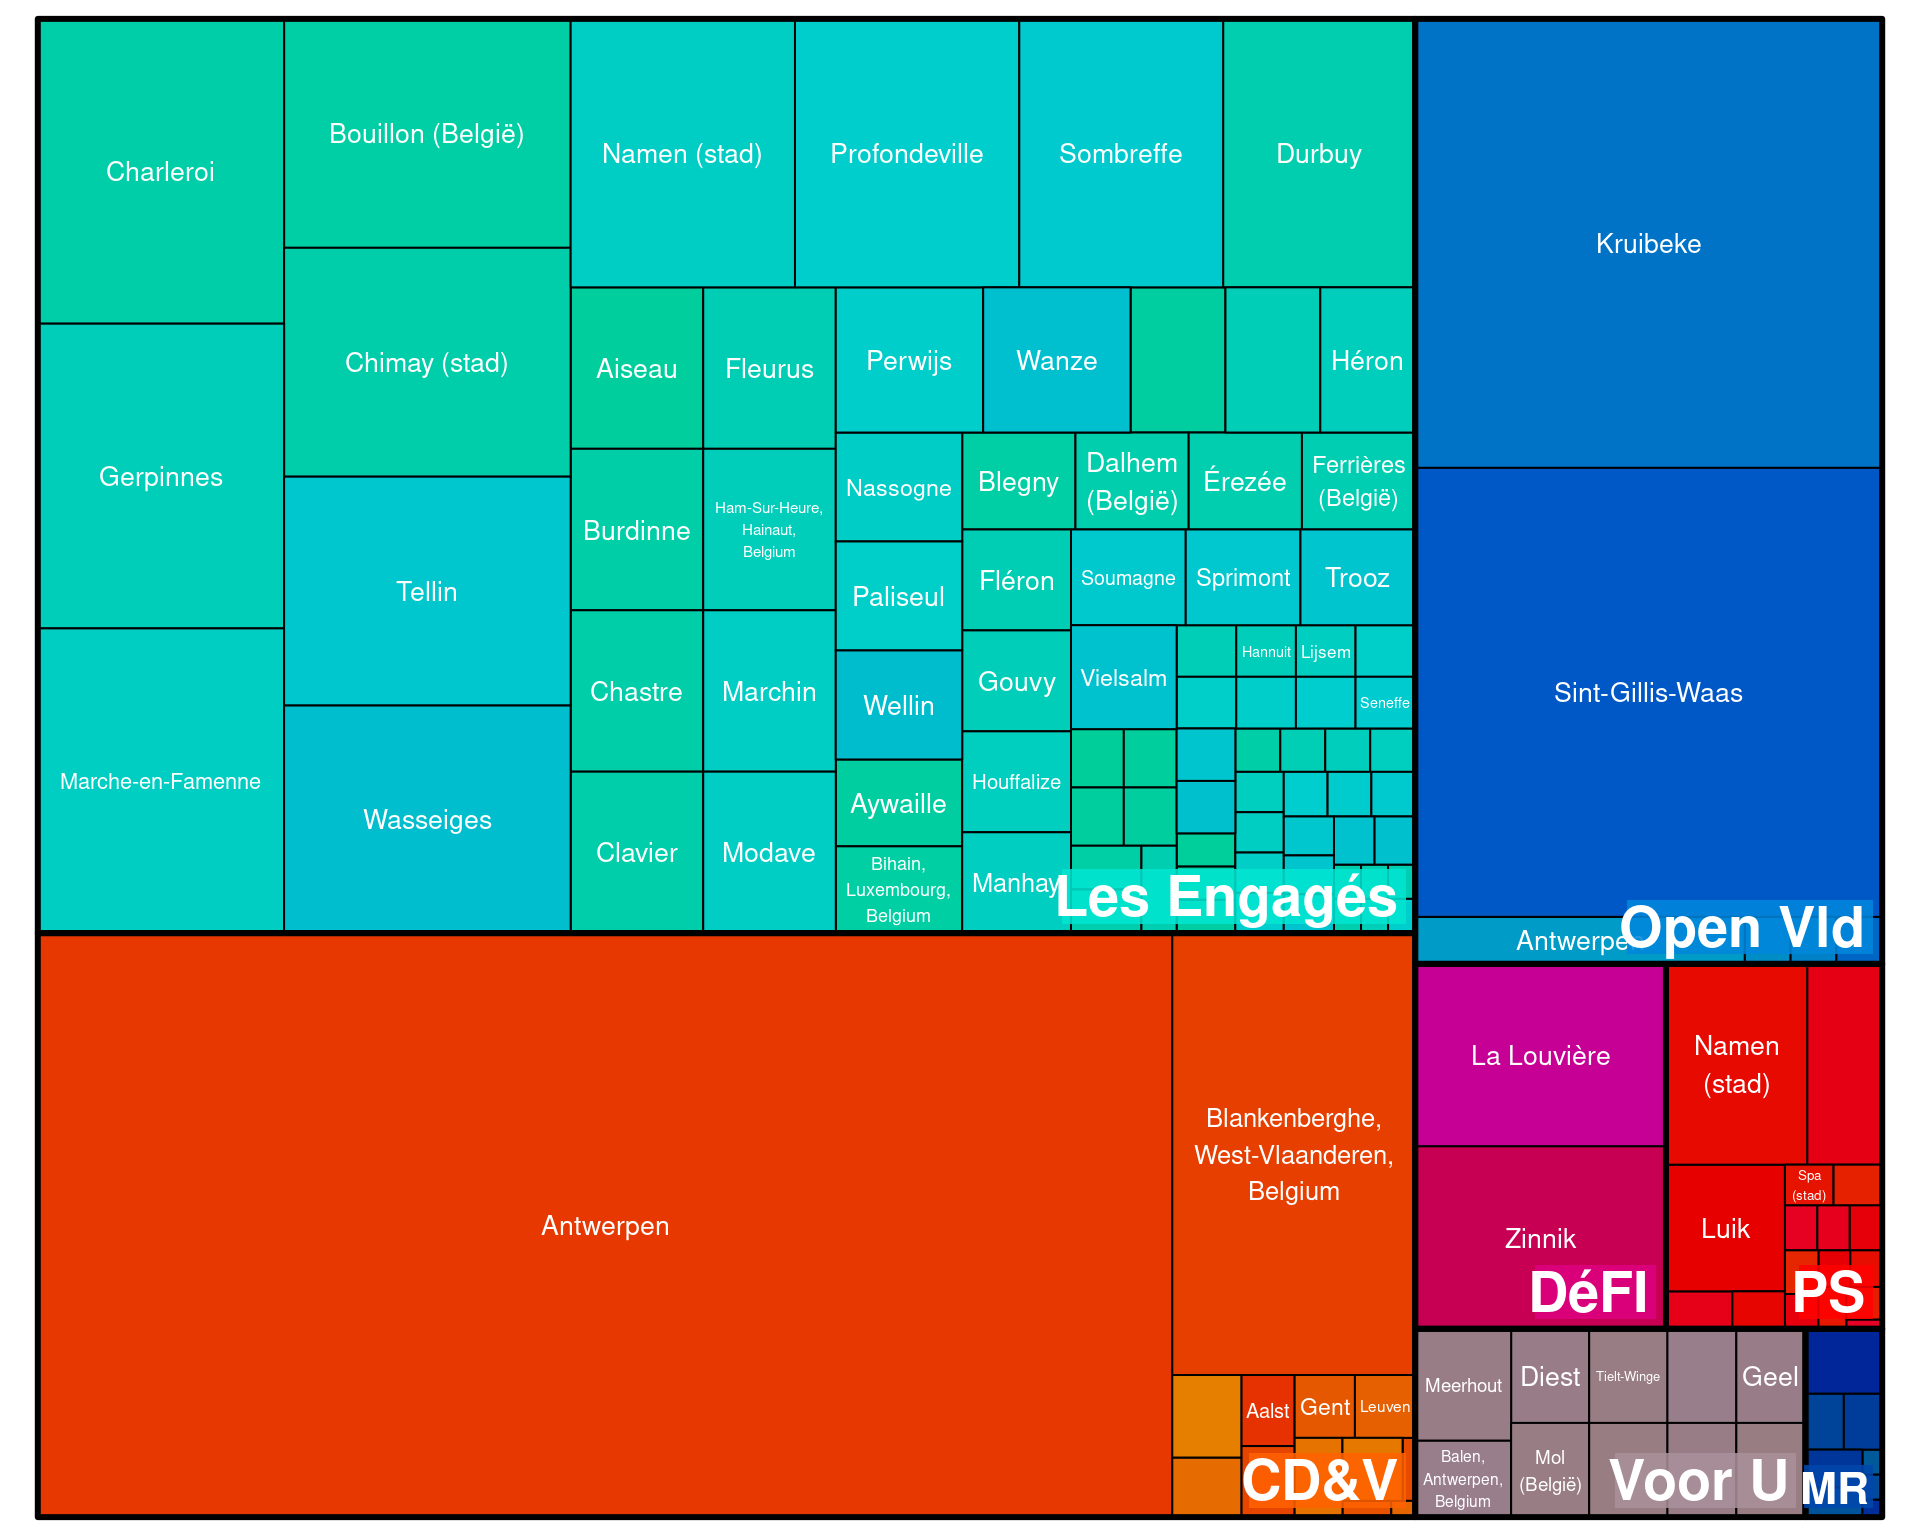 Charleroi
Bouillon (België)
Namen (stad)
Profondeville
Sombreffe
Durbuy
Gerpinnes
Chimay (stad)
Aiseau
Fleurus
Perwijs
Wanze
Héron
Nassogne
Blegny
Dalhem
(België)
Érezée
Ferrières
(België)
Burdinne
Ham-Sur-Heure,
Hainaut,
Belgium
Tellin
Paliseul
Fléron
Soumagne
Sprimont
Trooz
Chastre
Marchin
Wellin
Gouvy
Vielsalm
Hannuit
Lijsem
Seneffe
Marche-en-Famenne
Wasseiges
Clavier
Modave
Aywaille
Houffalize
Bihain,
Luxembourg,
Belgium
Manhay
Les Engagés
Kruibeke
Sint-Gillis-Waas
Antwerpe
Open Vld
Antwerpen
Blankenberghe,
West-Vlaanderen,
Belgium
Aalst
Gent
Leuven
CD&V
La Louvière
Zinnik
DéFI
Namen
(stad)
Luik
Spa
(stad)
PS
Meerhout
Diest
Tielt-Winge
Geel
Balen,
Antwerpen,
Belgium
Mol
(België)
Voor U
MR